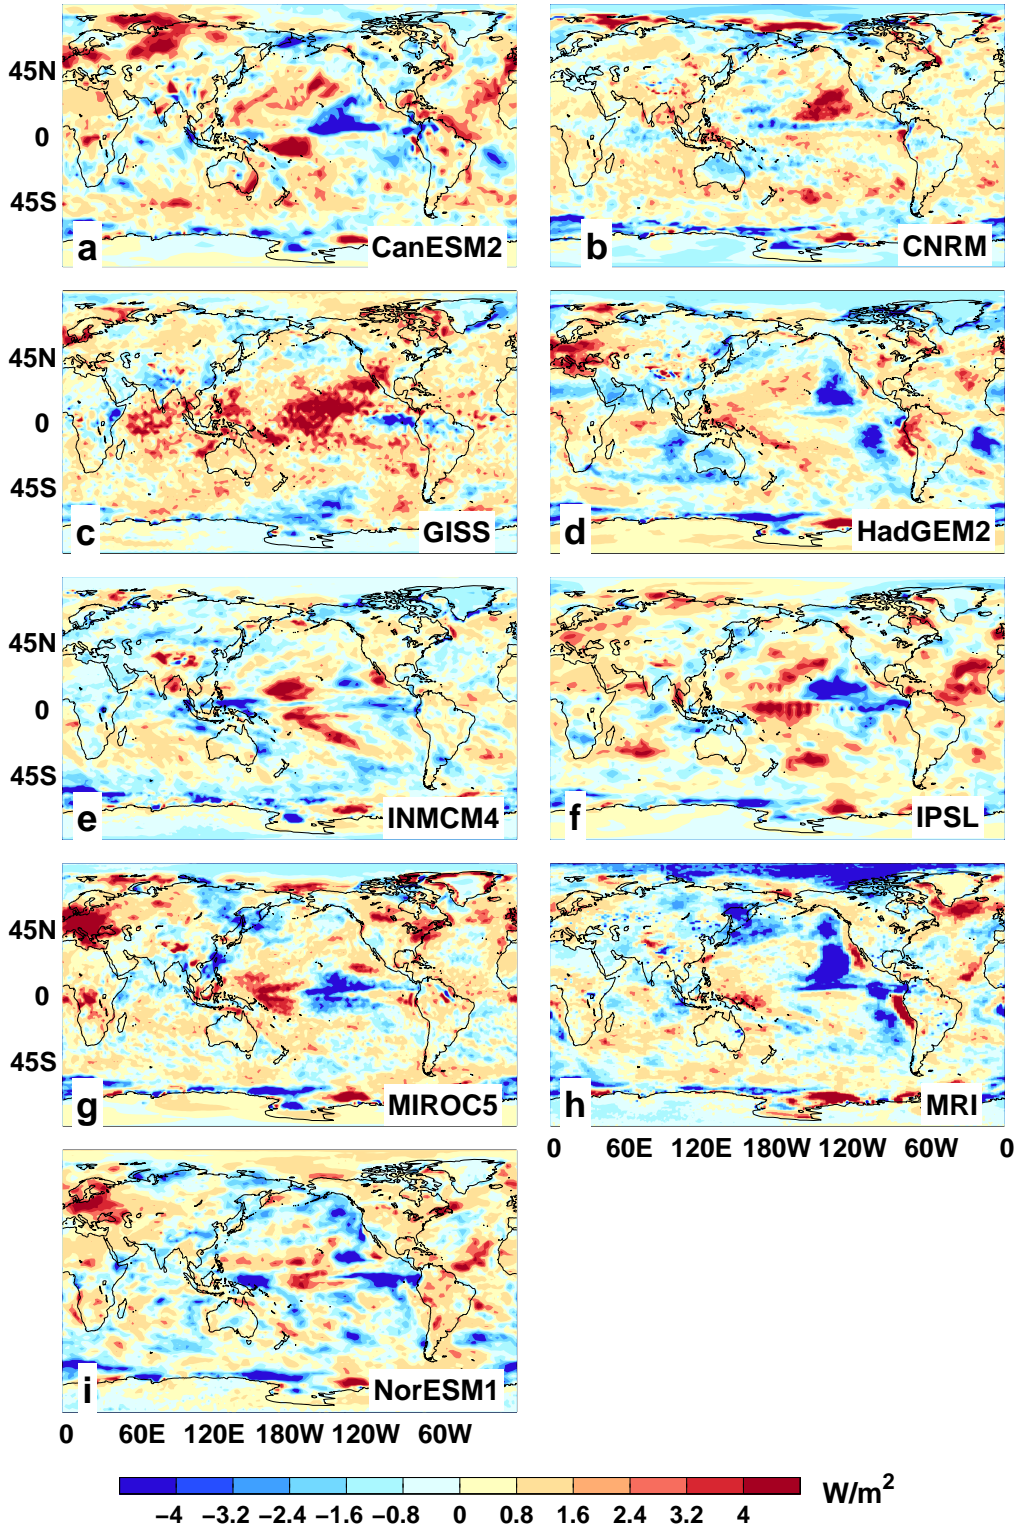 45N
0
45S
a
CanESM2
b
CNRM
45N
0
45S
c
GISS
d
HadGEM2
45N
0
45S
e
INMCM4
f
IPSL
45N
0
45S
g
MIROC5
h
MRI
0 60E 120E 180W 120W 60W 0
i
NorESM1
0 60E 120E 180W 120W 60W
W/m²
−4 −3.2 −2.4 −1.6 −0.8 0 0.8 1.6 2.4 3.2 4